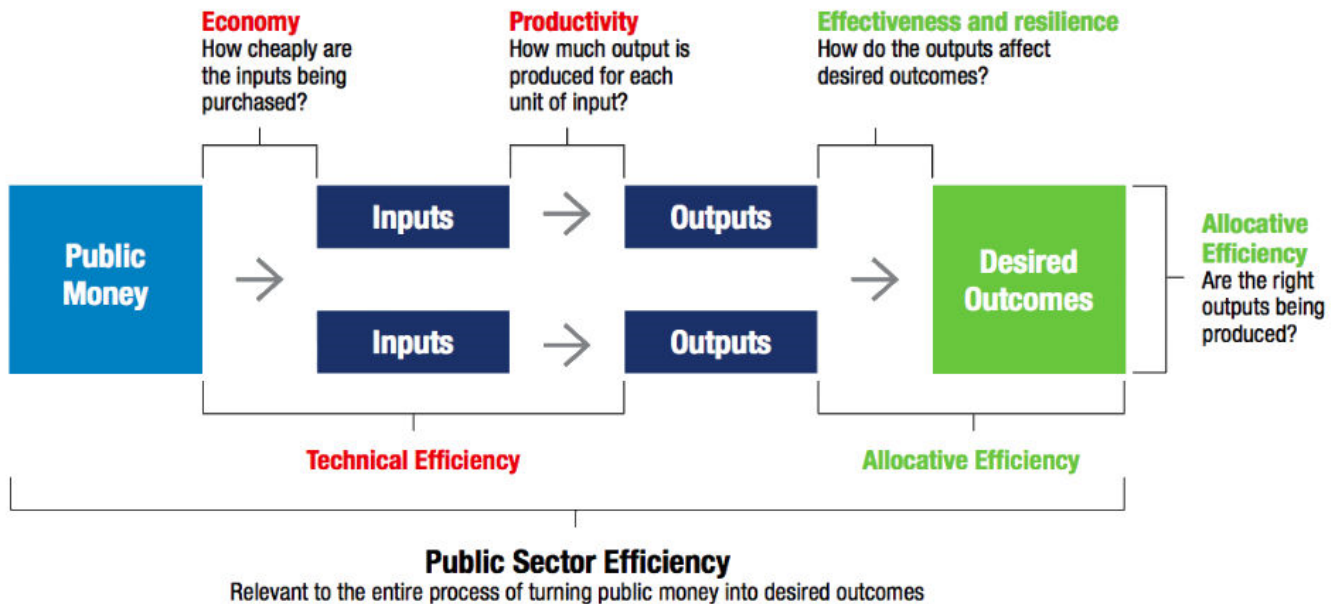 Economy
How cheaply are
the inputs being
purchased?
Productivity
How much output is
produced for each
unit of input?
Effectiveness and resilience
How do the outputs affect
desired outcomes?
Public
Money
Inputs
Outputs
Inputs
Outputs
Desired
Outcomes
Allocative
Efficiency
Are the right
outputs being
produced?
Technical Efficiency
Allocative Efficiency
Public Sector Efficiency
Relevant to the entire process of turning public money into desired outcomes